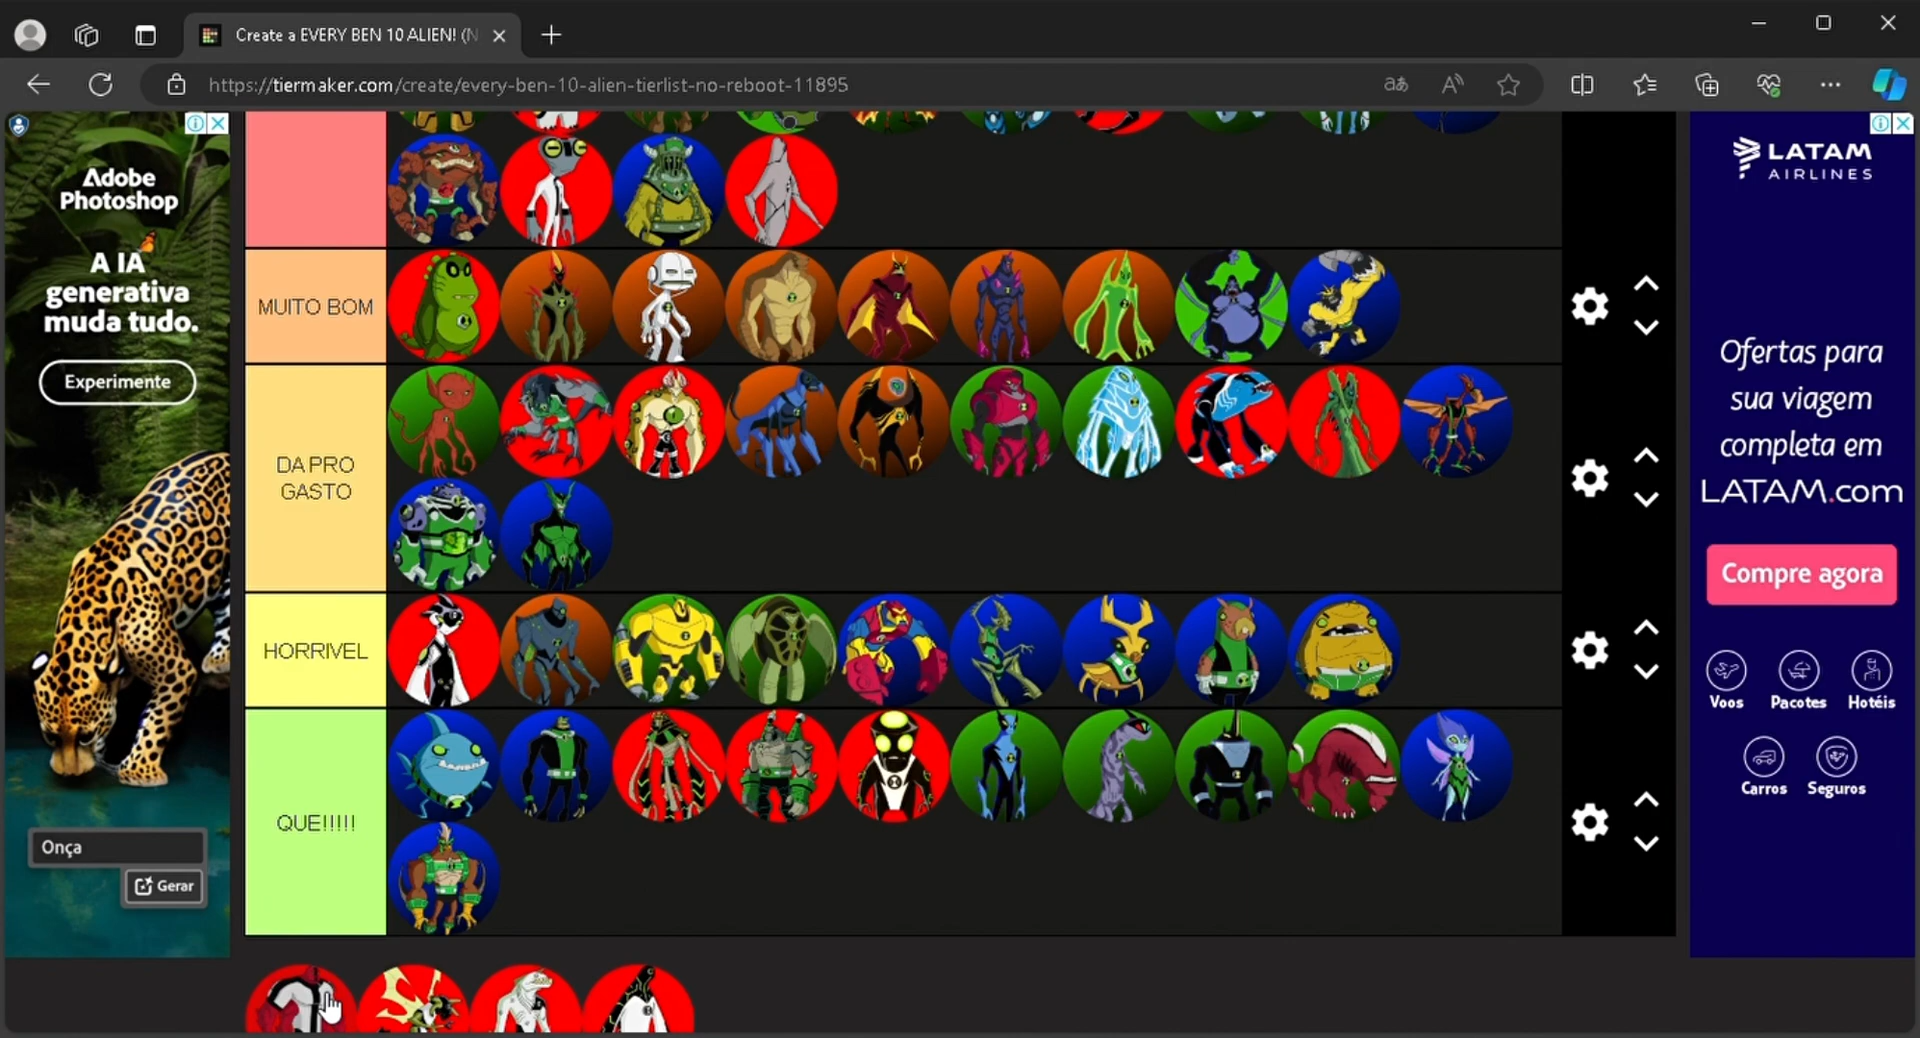 Create a EVERY BEN 10 ALIEN! (N
https://tiermaker.com/create/every-ben-10-alien-tierlist-no-reboot-11895
Adobe
Photoshop
A IA
generativa
muda tudo.
Experimente
Onça
Gerar
MUITO BOM
DA PRO
GASTO
HORRIVEL
QUE!!!!!
LATAM
AIRLINES
Ofertas para
sua viagem
completa em
LATAM.com
Compre agora
Voos
Pacotes
Hotéis
Carros
Seguros